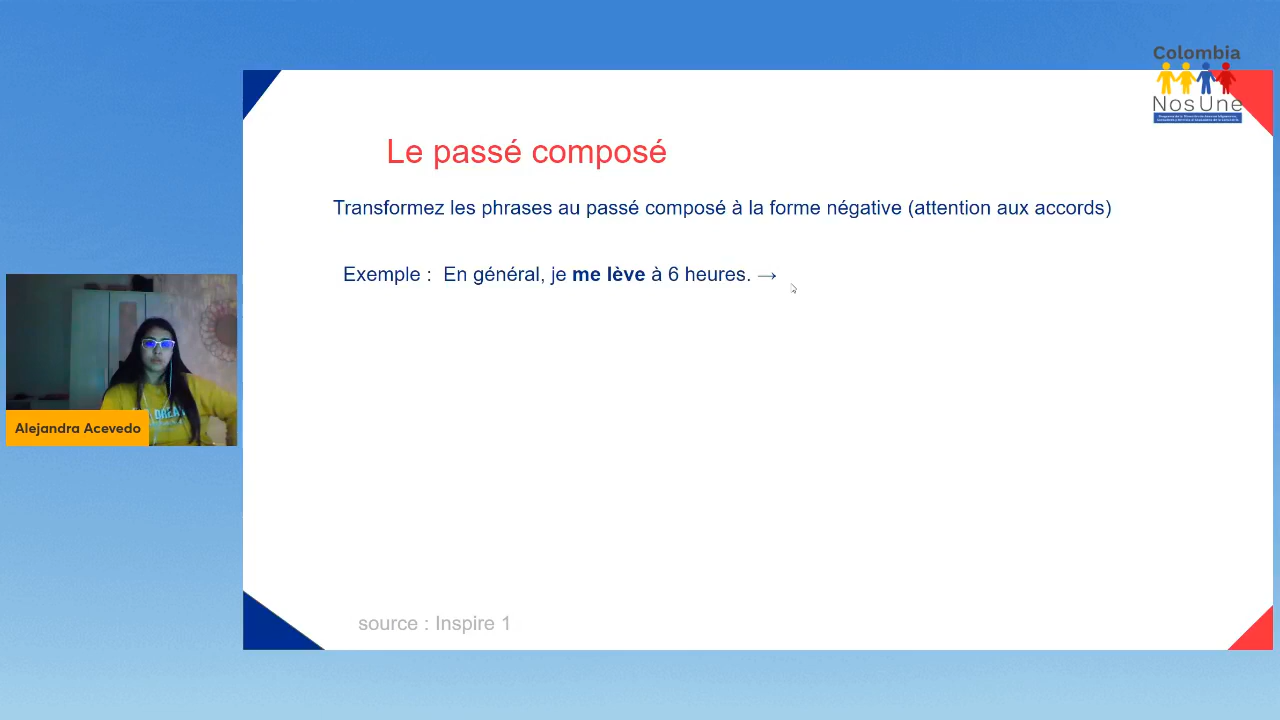 Colombia
NosUne
Le passé composé
Transformez les phrases au passé composé à la forme négative (attention aux accords)
Exemple : En général, je me lève à 6 heures. →
Alejandra Acevedo
source : Inspire 1